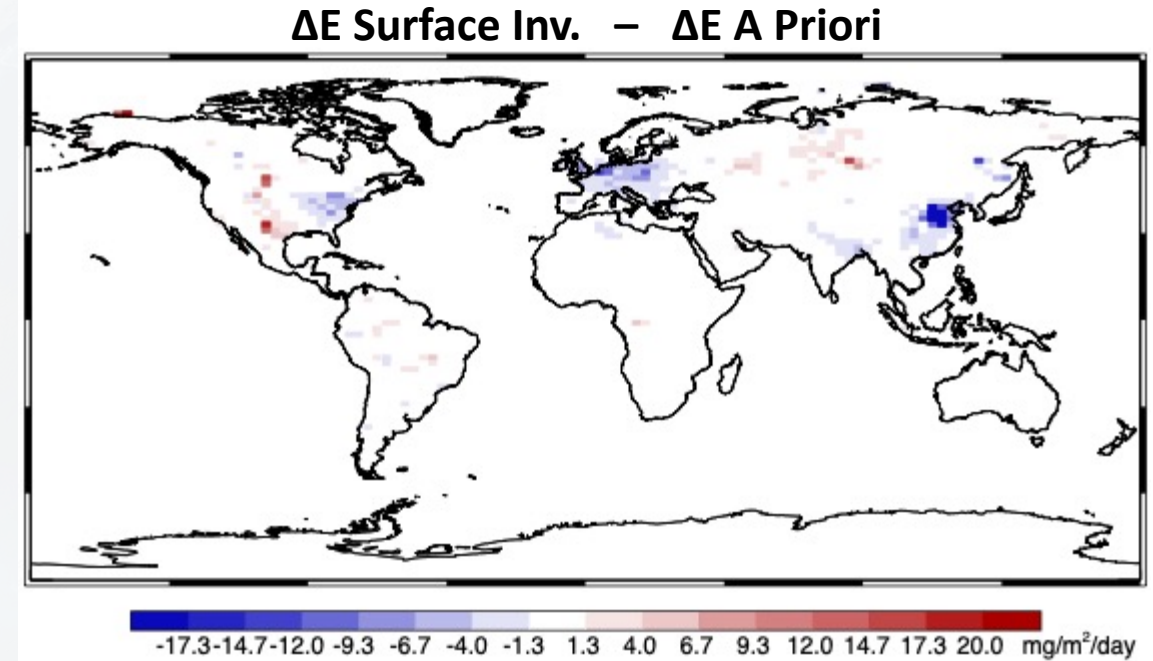 ΔE Surface Inv. – ΔE A Priori
-17.3-14.7-12.0 -9.3 -6.7 -4.0 -1.3 1.3 4.0 6.7 9.3 12.0 14.7 17.3 20.0 mg/m²/day